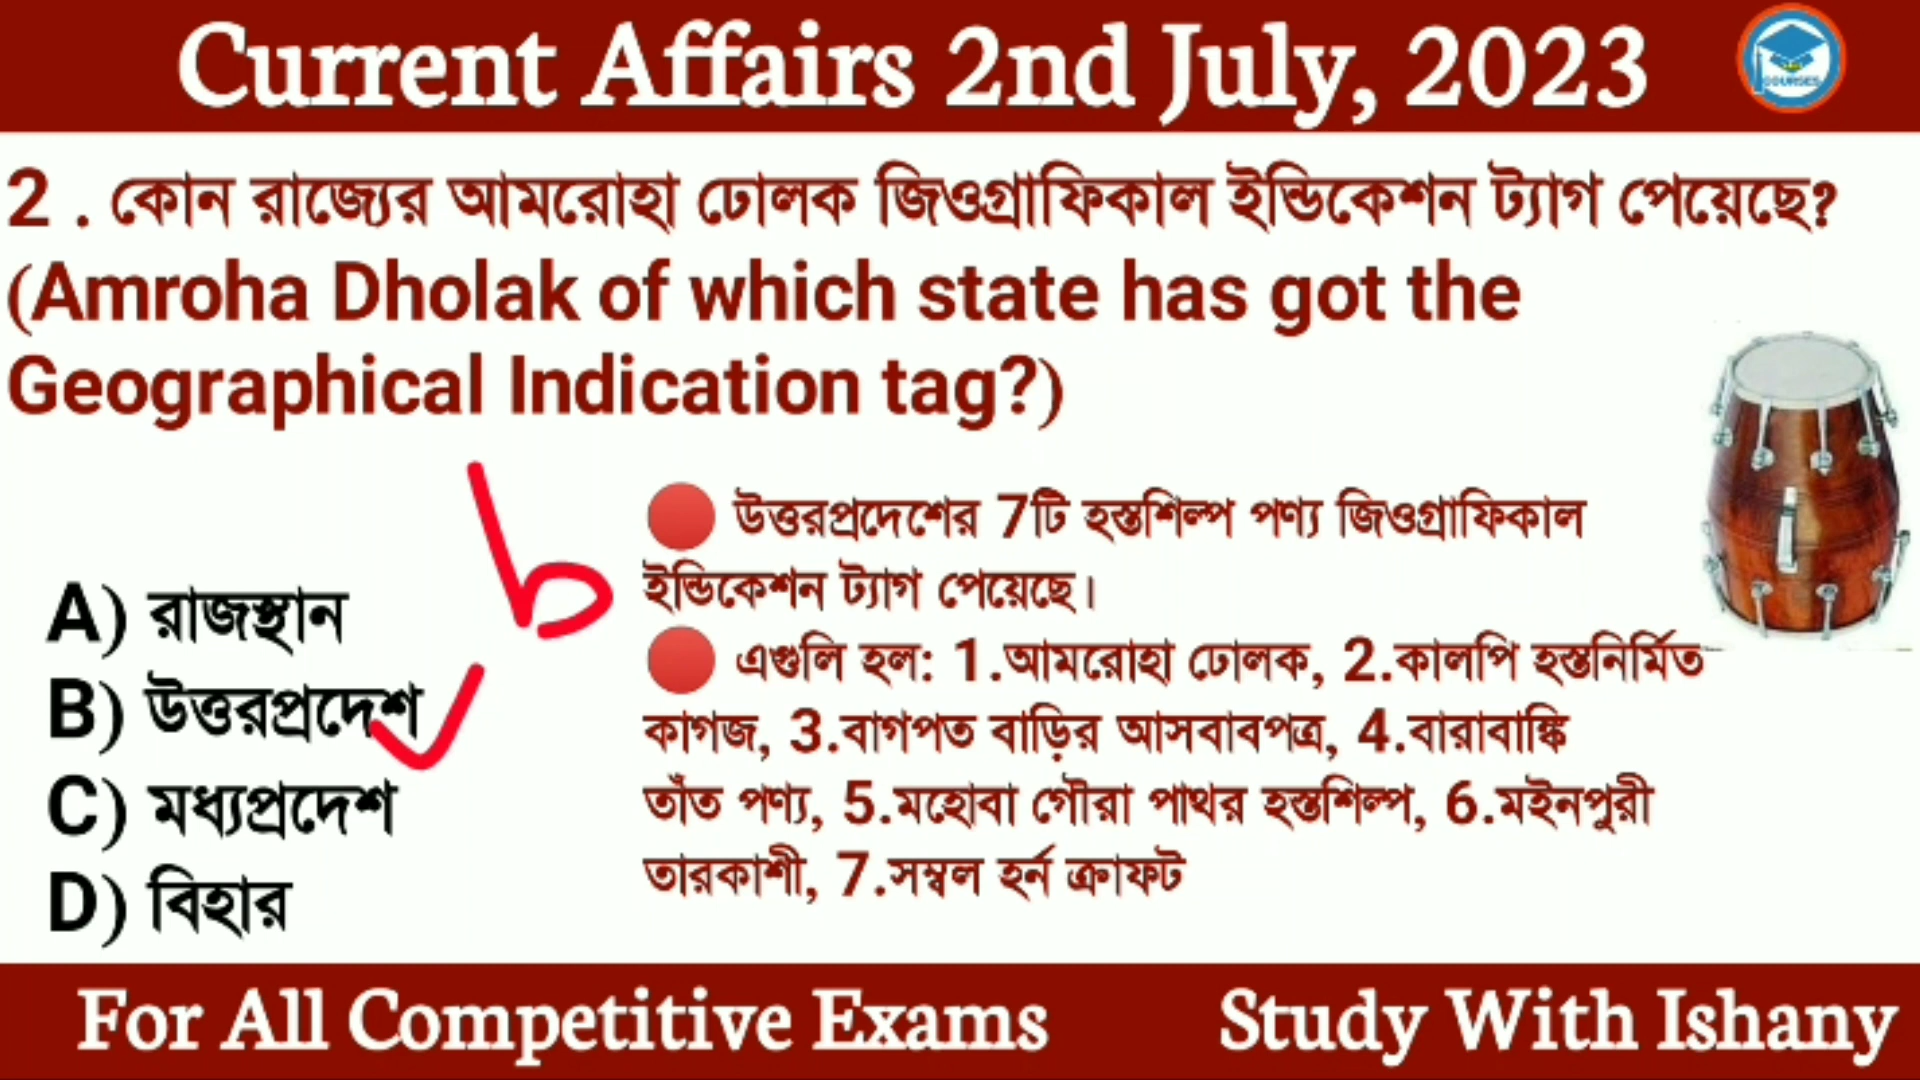 Current Affairs 2nd July, 2023
COURSES
2 . কোন রাজ্যের আমরোহা ঢোলক জিওগ্রাফিকাল ইন্ডিকেশন ট্যাগ পেয়েছে?
(Amroha Dholak of which state has got the
Geographical Indication tag?)
b
A) রাজস্থান
B) উত্তরপ্রদেশ
C) মধ্যপ্রদেশ
D) বিহার
উত্তরপ্রদেশের 7টি হস্তশিল্প পণ্য জিওগ্রাফিকাল
ইন্ডিকেশন ট্যাগ পেয়েছে।
এগুলি হল: 1.আমরোহা ঢোলক, 2.কালপি হস্তনির্মিত
কাগজ, 3.বাগপত বাড়ির আসবাবপত্র, 4.বারাবাঙ্কি
তাঁত পণ্য, 5.মহোবা গৌরা পাথর হস্তশিল্প, 6.মইনপুরী
তারকাশী, 7.সম্বল হর্ন ক্রাফট
For All Competitive Exams
Study With Ishany